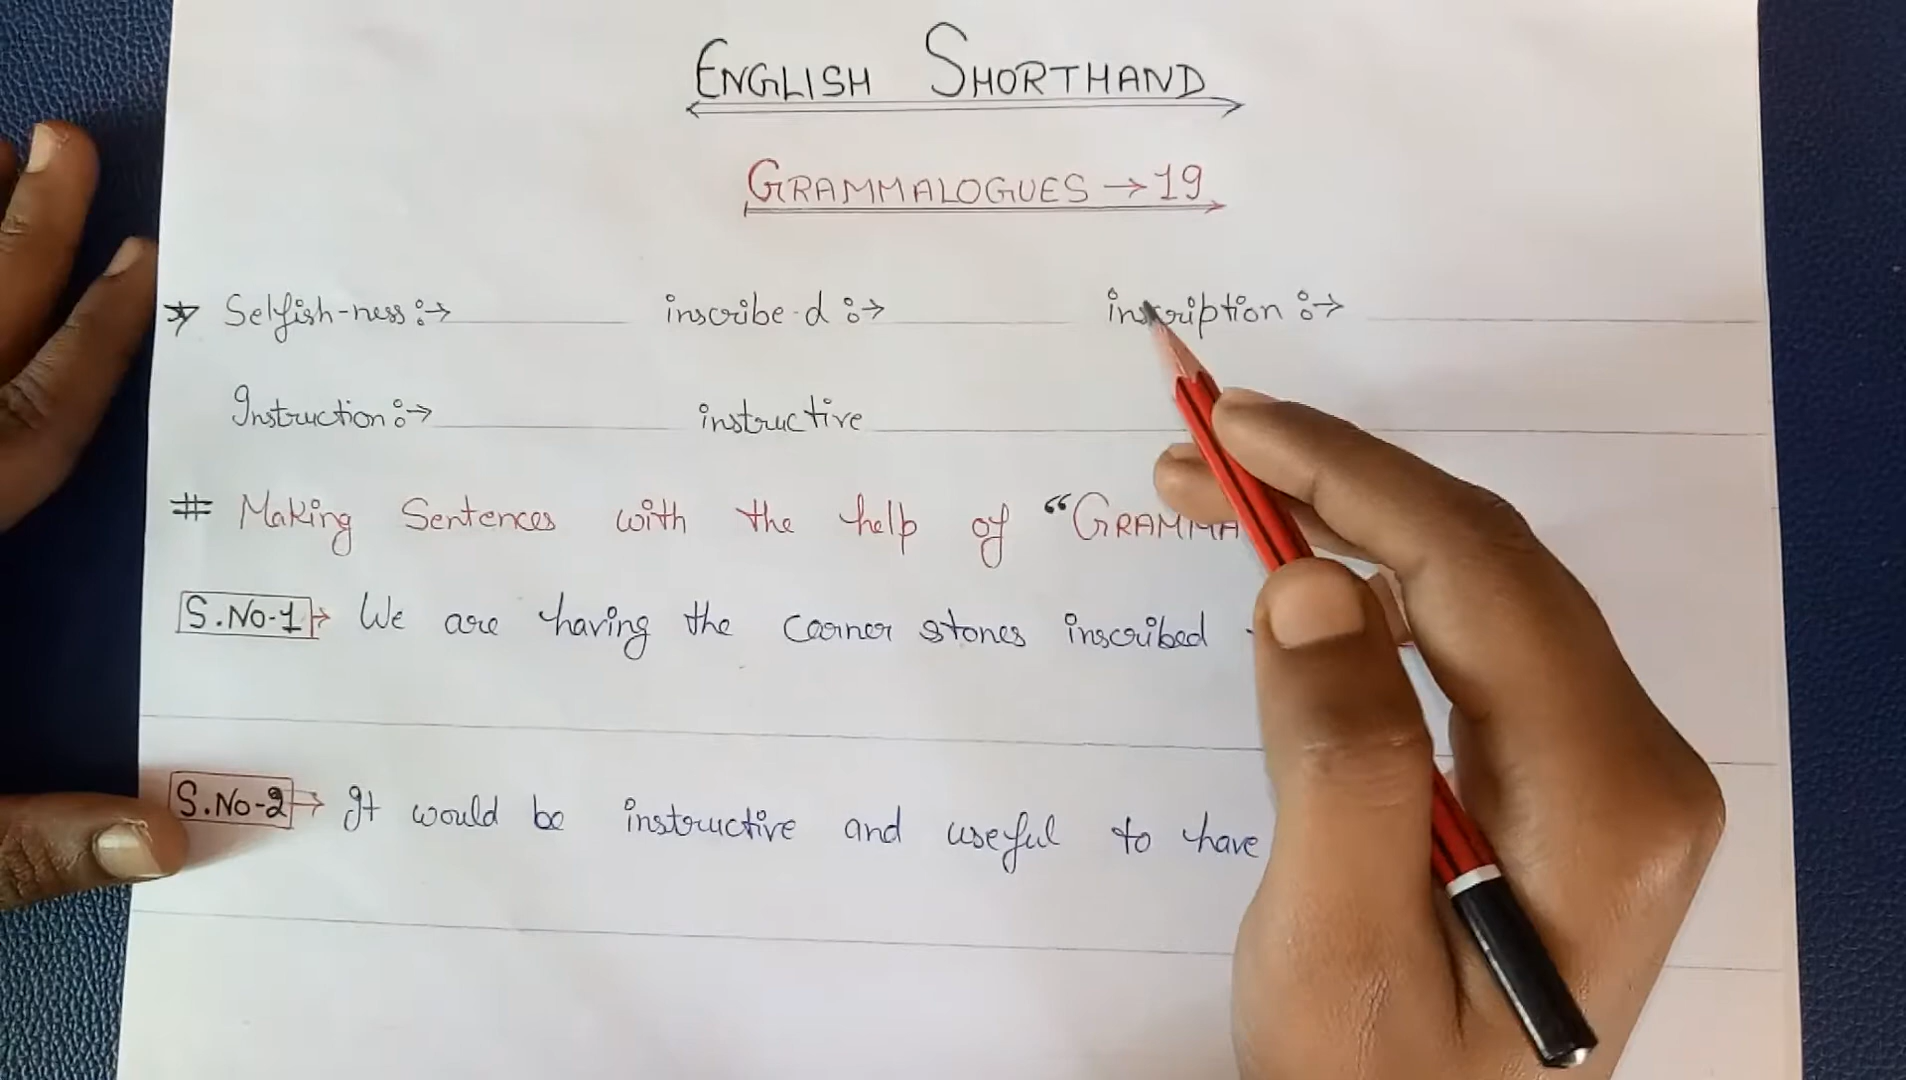 ENGLISH SHORTHAND
GRAMMALOGUES → 19
Selfish-ness :→ inscribe-d :→ inscription :→
Instruction :→ instructive
# Making Sentences with the help of "GRAMMA
S.No-1 → We are having the corner stones inscribed
S.No-2 → It would be instructive and useful to have